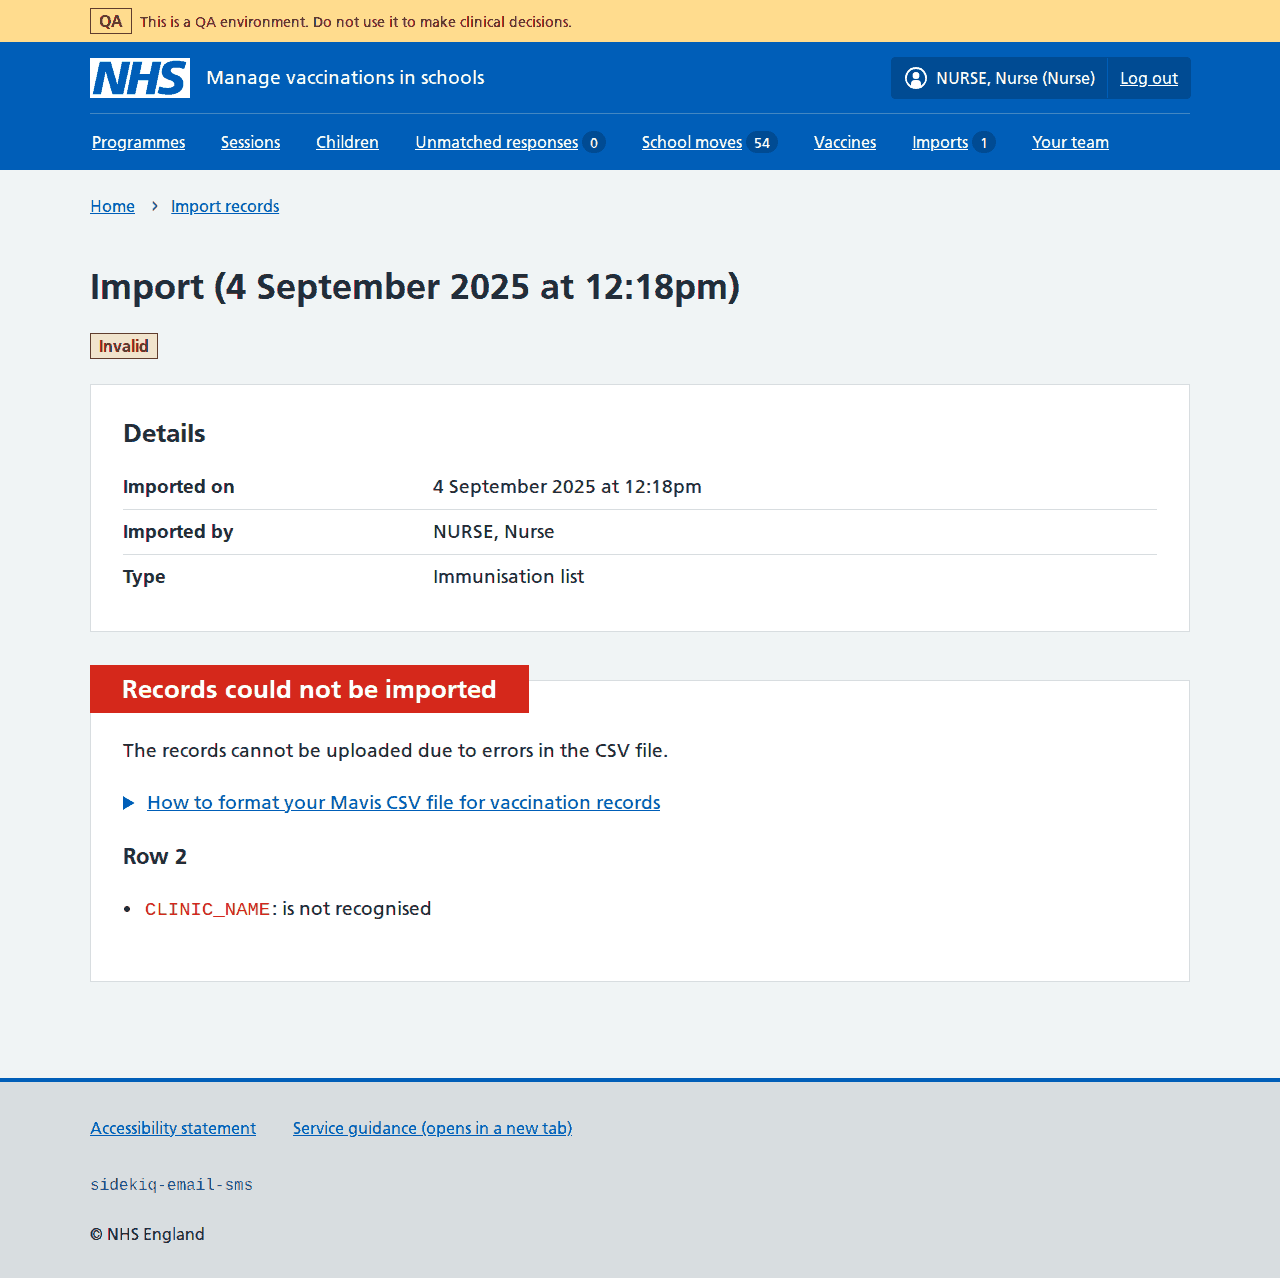 QA This is a QA environment. Do not use it to make clinical decisions.
NHS Manage vaccinations in schools NURSE, Nurse (Nurse) Log out
Programmes Sessions Children Unmatched responses 0 School moves 54 Vaccines Imports 1 Your team
Home Import records
Import (4 September 2025 at 12:18pm)
Invalid
Details
Imported on 4 September 2025 at 12:18pm
Imported by NURSE, Nurse
Type Immunisation list
Records could not be imported
The records cannot be uploaded due to errors in the CSV file.
How to format your Mavis CSV file for vaccination records
Row 2
• CLINIC_NAME: is not recognised
Accessibility statement Service guidance (opens in a new tab)
sidekiq-email-sms
© NHS England